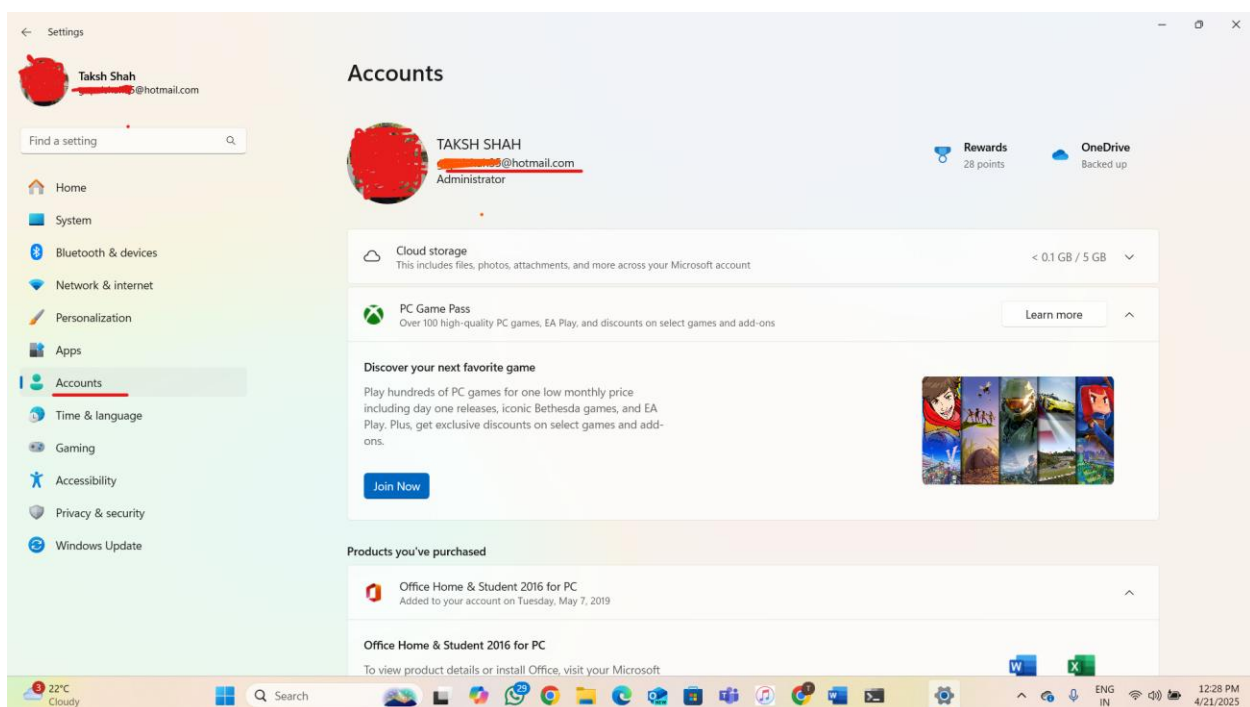 Settings
Taksh Shah
@hotmail.com
Find a setting
Home
System
Bluetooth & devices
Network & internet
Personalization
Apps
Accounts
Time & language
Gaming
Accessibility
Privacy & security
Windows Update
Accounts
TAKSH SHAH
@hotmail.com
Administrator
Rewards
28 points
OneDrive
Backed up
Cloud storage
This includes files, photos, attachments, and more across your Microsoft account
< 0.1 GB / 5 GB
PC Game Pass
Over 100 high-quality PC games, EA Play, and discounts on select games and add-ons
Learn more
Discover your next favorite game
Play hundreds of PC games for one low monthly price
including day one releases, iconic Bethesda games, and EA
Play. Plus, get exclusive discounts on select games and add-
ons.
Join Now
Products you've purchased
Office Home & Student 2016 for PC
Added to your account on Tuesday, May 7, 2019
Office Home & Student 2016 for PC
To view product details or install Office, visit your Microsoft
3
22°C
Cloudy
Search
29
ENG
IN
12:28 PM
4/21/2025